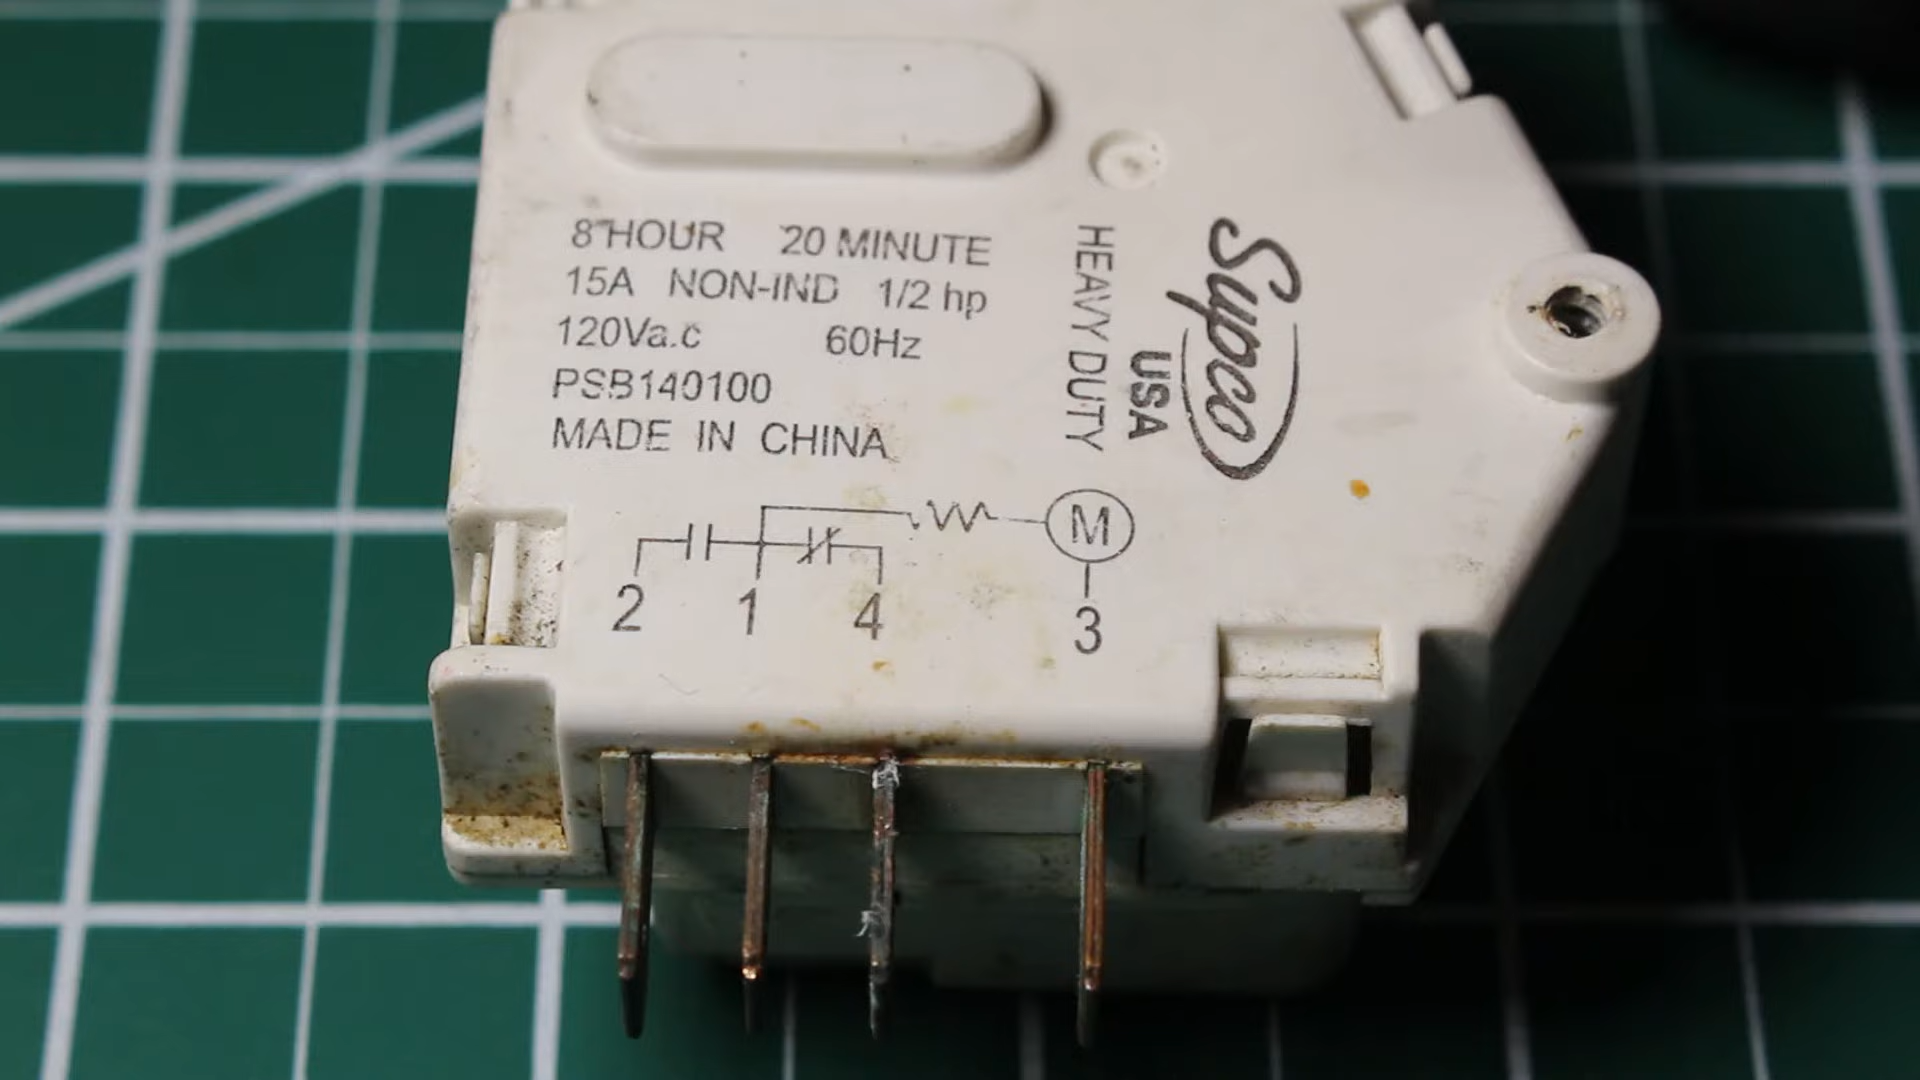 8 HOUR 20 MINUTE
15A NON-IND 1/2 hp
120Va.c 60Hz
PSB140100
MADE IN CHINA
HEAVY DUTY
USA
Supco
M
2 1 4 3